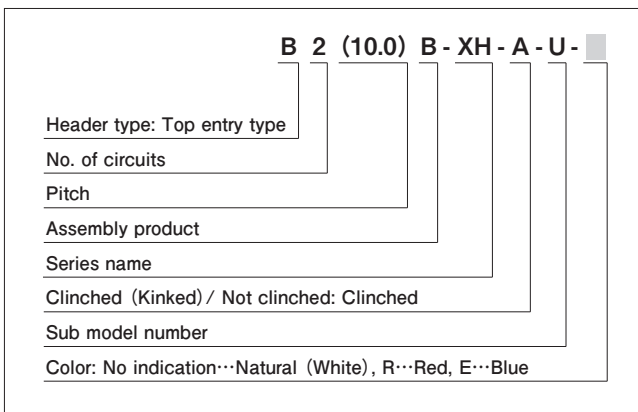 B 2 (10.0) B - XH - A - U -
Header type: Top entry type
No. of circuits
Pitch
Assembly product
Series name
Clinched (Kinked)/ Not clinched: Clinched
Sub model number
Color: No indication…Natural (White), R…Red, E…Blue